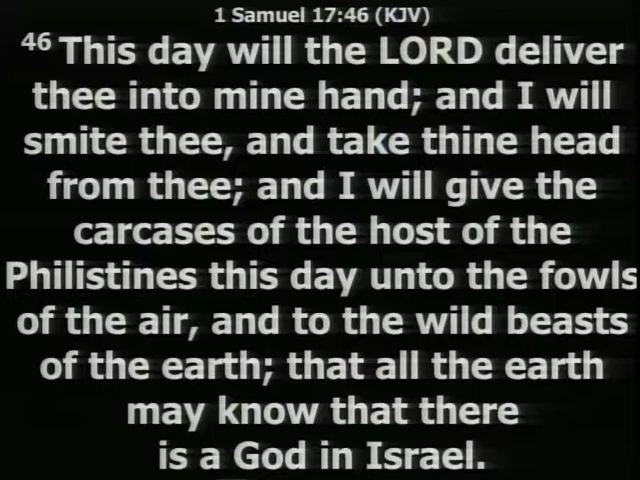 1 Samuel 17:46 (KJV)
46 This day will the LORD deliver
thee into mine hand; and I will
smite thee, and take thine head
from thee; and I will give the
carcases of the host of the
Philistines this day unto the fowls
of the air, and to the wild beasts
of the earth; that all the earth
may know that there
is a God in Israel.